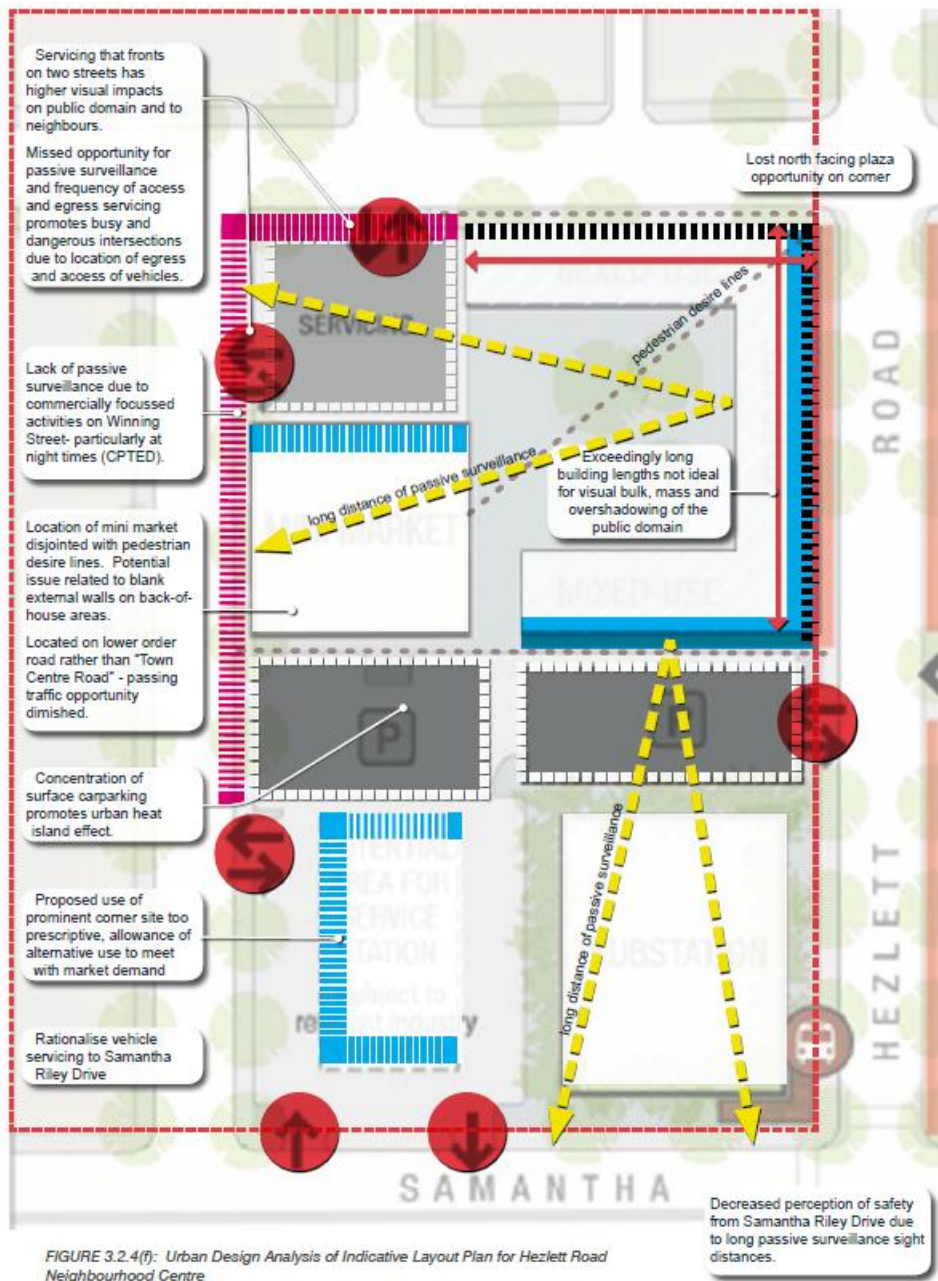 Servicing that fronts
on two streets has
higher visual impacts
on public domain and to
neighbours.
Missed opportunity for
passive surveillance
and frequency of access
and egress servicing
promotes busy and
dangerous intersections
due to location of egress
and access of vehicles.
Lost north facing plaza
opportunity on corner
MIXED-USE
SERVICING
pedestrian desire lines
ROAD
Lack of passive
surveillance due to
commercially focussed
activities on Winning
Street- particularly at
night times (CPTED).
long distance of passive surveillance
Exceedingly long
building lengths not ideal
for visual bulk, mass and
overshadowing of the
public domain
Location of mini market
disjointed with pedestrian
desire lines. Potential
issue related to blank
external walls on back-of-
house areas.
Located on lower order
road rather than "Town
Centre Road" - passing
traffic opportunity
dimished.
MINI MARKET
MIXED-USE
P
Concentration of
surface carparking
promotes urban heat
island effect.
Proposed use of
prominent corner site too
prescriptive, allowance of
alternative use to meet
with market demand
POTENTIAL
AREA FOR
SERVICE
STATION
subject to
industry
long distance of passive surveillance
SUBSTATION
HEZLETT
Rationalise vehicle
servicing to Samantha
Riley Drive
SAMANTHA
Decreased perception of safety
from Samantha Riley Drive due
to long passive surveillance sight
distances.
FIGURE 3.2.4(f): Urban Design Analysis of Indicative Layout Plan for Hezlett Road
Neighbourhood Centre